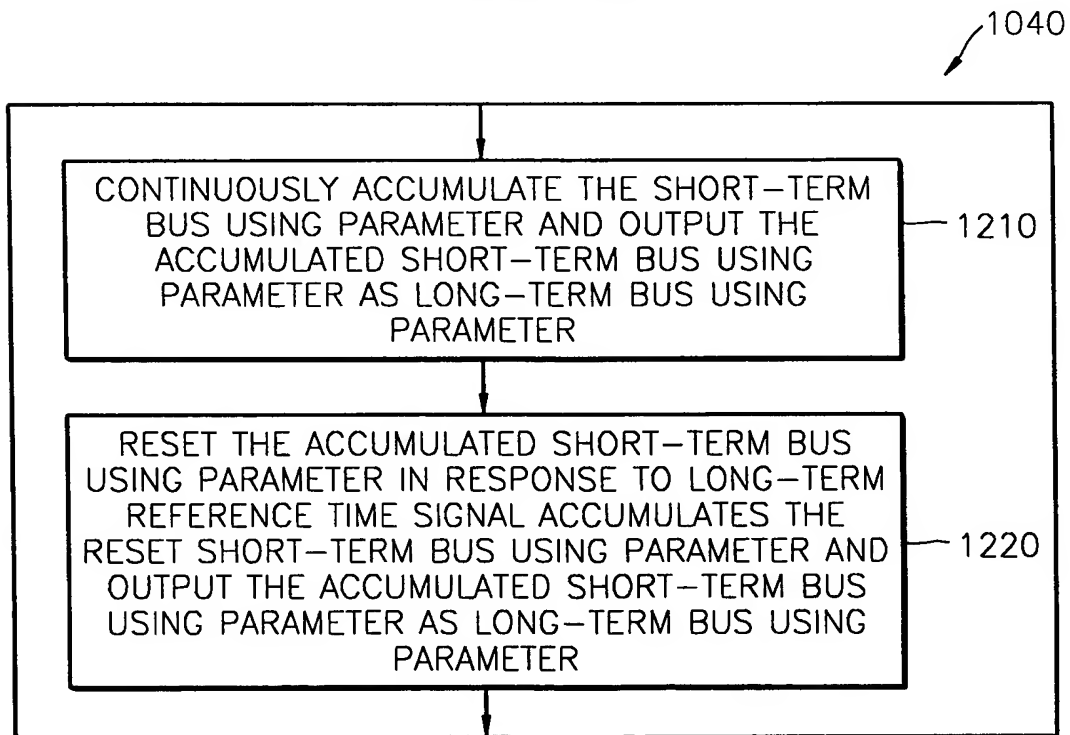 1040
CONTINUOUSLY ACCUMULATE THE SHORT-TERM
BUS USING PARAMETER AND OUTPUT THE
ACCUMULATED SHORT-TERM BUS USING
PARAMETER AS LONG-TERM BUS USING
PARAMETER
1210
RESET THE ACCUMULATED SHORT-TERM BUS
USING PARAMETER IN RESPONSE TO LONG-TERM
REFERENCE TIME SIGNAL ACCUMULATES THE
RESET SHORT-TERM BUS USING PARAMETER AND
OUTPUT THE ACCUMULATED SHORT-TERM BUS
USING PARAMETER AS LONG-TERM BUS USING
PARAMETER
1220